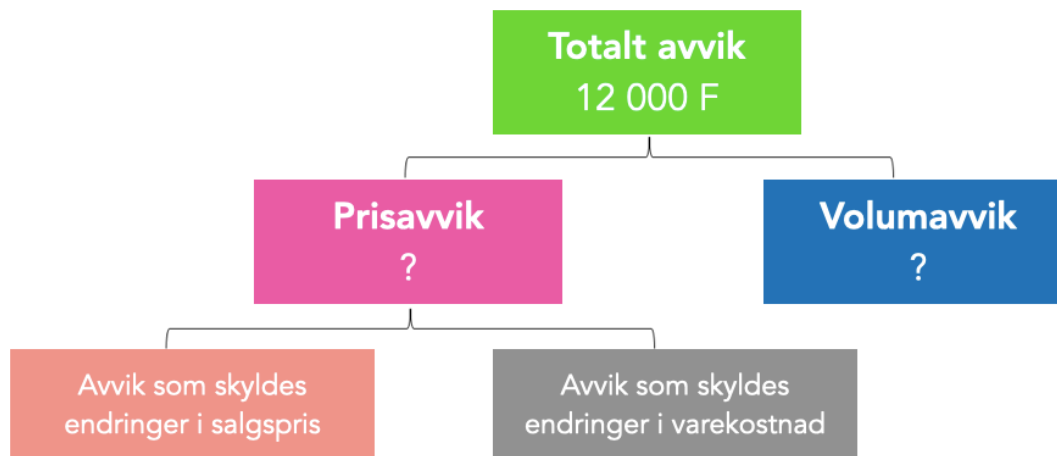 Totalt avvik
12 000 F
Prisavvik
?
Volumavvik
?
Avvik som skyldes
endringer i salgspris
Avvik som skyldes
endringer i varekostnad